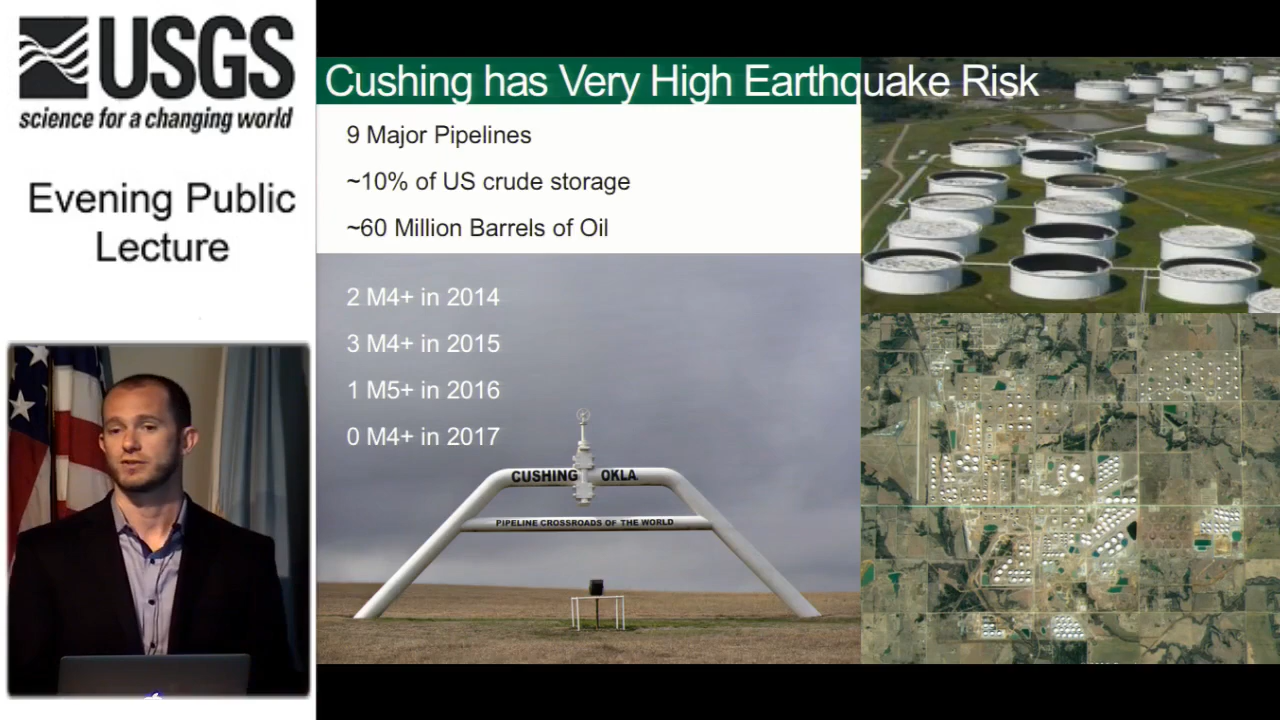 USGS
science for a changing world
Evening Public
Lecture
Cushing has Very High Earthquake Risk
9 Major Pipelines
~10% of US crude storage
~60 Million Barrels of Oil
2 M4+ in 2014
3 M4+ in 2015
1 M5+ in 2016
0 M4+ in 2017
CUSHING OKLA.
PIPELINE CROSSROADS OF THE WORLD